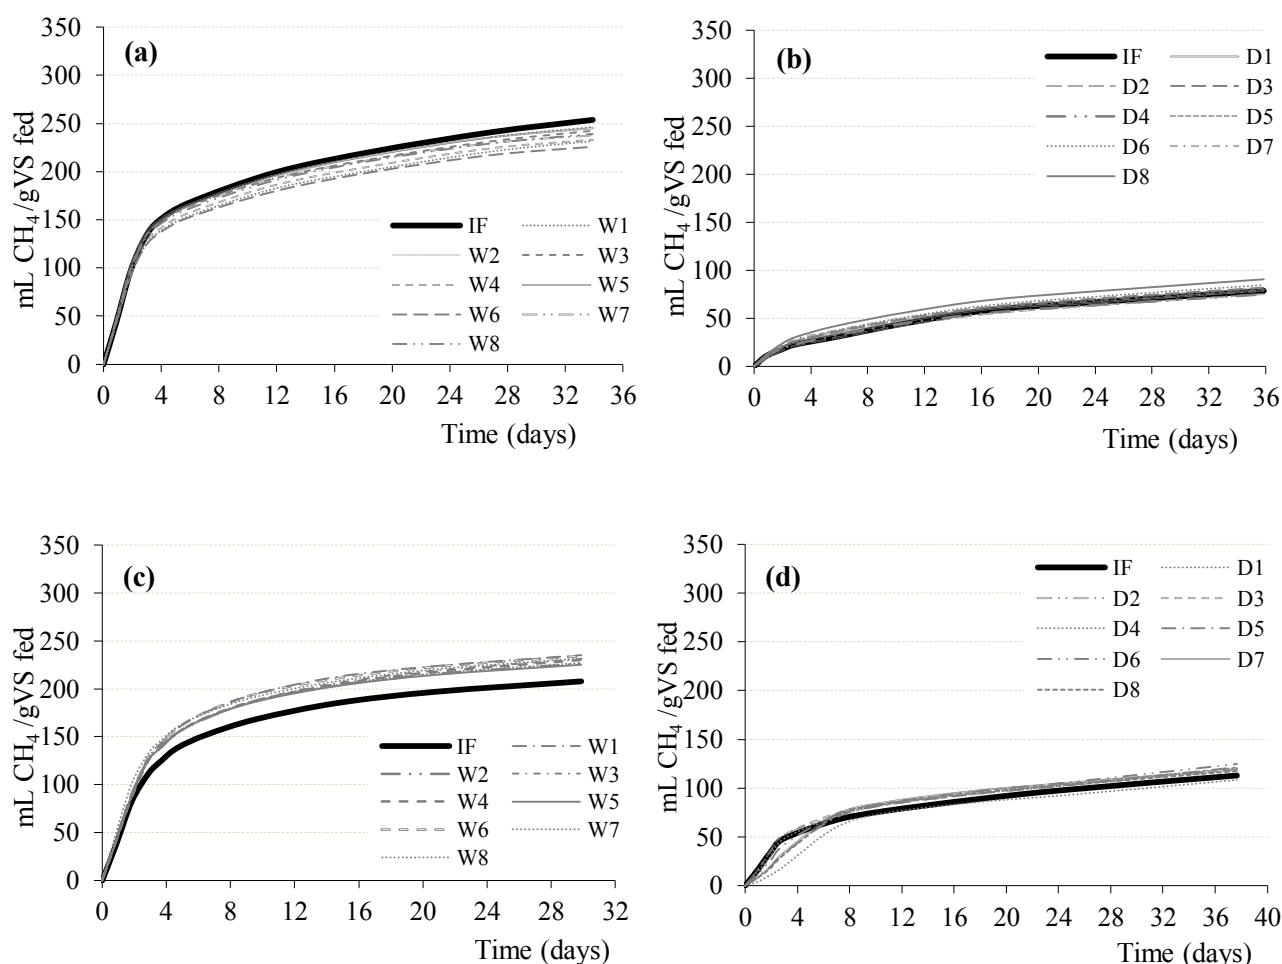 (a)
mL CH4 /gVS fed
350
300
250
200
150
100
50
0
IF W1
W2 W3
W4 W5
W6 W7
W8
0 4 8 12 16 20 24 28 32 36
Time (days)
(b)
mL CH4 /gVS fed
350
300
250
200
150
100
50
0
IF D1
D2 D3
D4 D5
D6 D7
D8
0 4 8 12 16 20 24 28 32 36
Time (days)
(c)
mL CH4 /gVS fed
350
300
250
200
150
100
50
0
IF W1
W2 W3
W4 W5
W6 W7
W8
0 4 8 12 16 20 24 28 32
Time (days)
(d)
mL CH4 /gVS fed
350
300
250
200
150
100
50
0
IF D1
D2 D3
D4 D5
D6 D7
D8
0 4 8 12 16 20 24 28 32 36 40
Time (days)